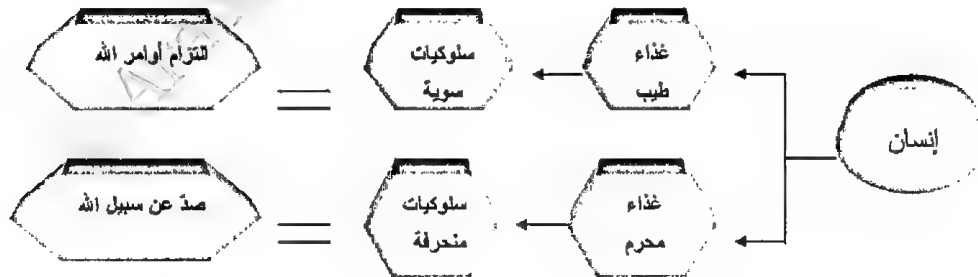 إنسان
غذاء
طيب
سلوكيات
سوية
التزام أوامر الله
غذاء
محرم
سلوكيات
منحرفة
صدّ عن سبيل الله